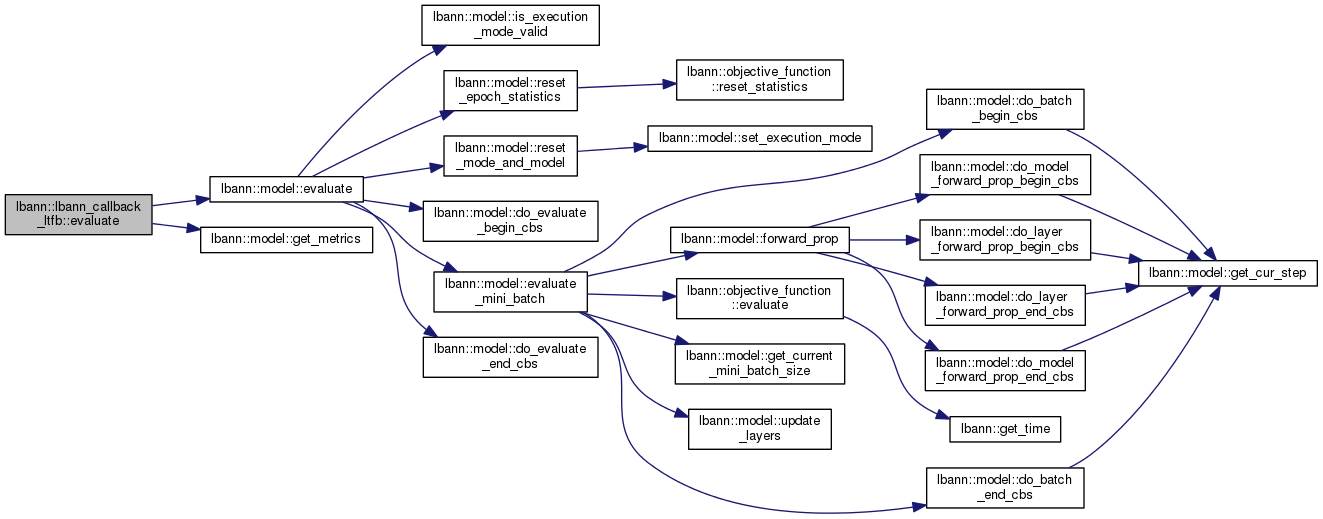 lbann::lbann_callback
_ltfb::evaluate
lbann::model::evaluate
lbann::model::get_metrics
lbann::model::is_execution
_mode_valid
lbann::model::reset
_epoch_statistics
lbann::model::reset
_mode_and_model
lbann::model::do_evaluate
_begin_cbs
lbann::model::evaluate
_mini_batch
lbann::model::do_evaluate
_end_cbs
lbann::objective_function
::reset_statistics
lbann::model::set_execution_mode
lbann::model::forward_prop
lbann::objective_function
::evaluate
lbann::model::get_current
_mini_batch_size
lbann::model::update
_layers
lbann::model::do_batch
_begin_cbs
lbann::model::do_model
_forward_prop_begin_cbs
lbann::model::do_layer
_forward_prop_begin_cbs
lbann::model::do_layer
_forward_prop_end_cbs
lbann::model::do_model
_forward_prop_end_cbs
lbann::get_time
lbann::model::do_batch
_end_cbs
lbann::model::get_cur_step